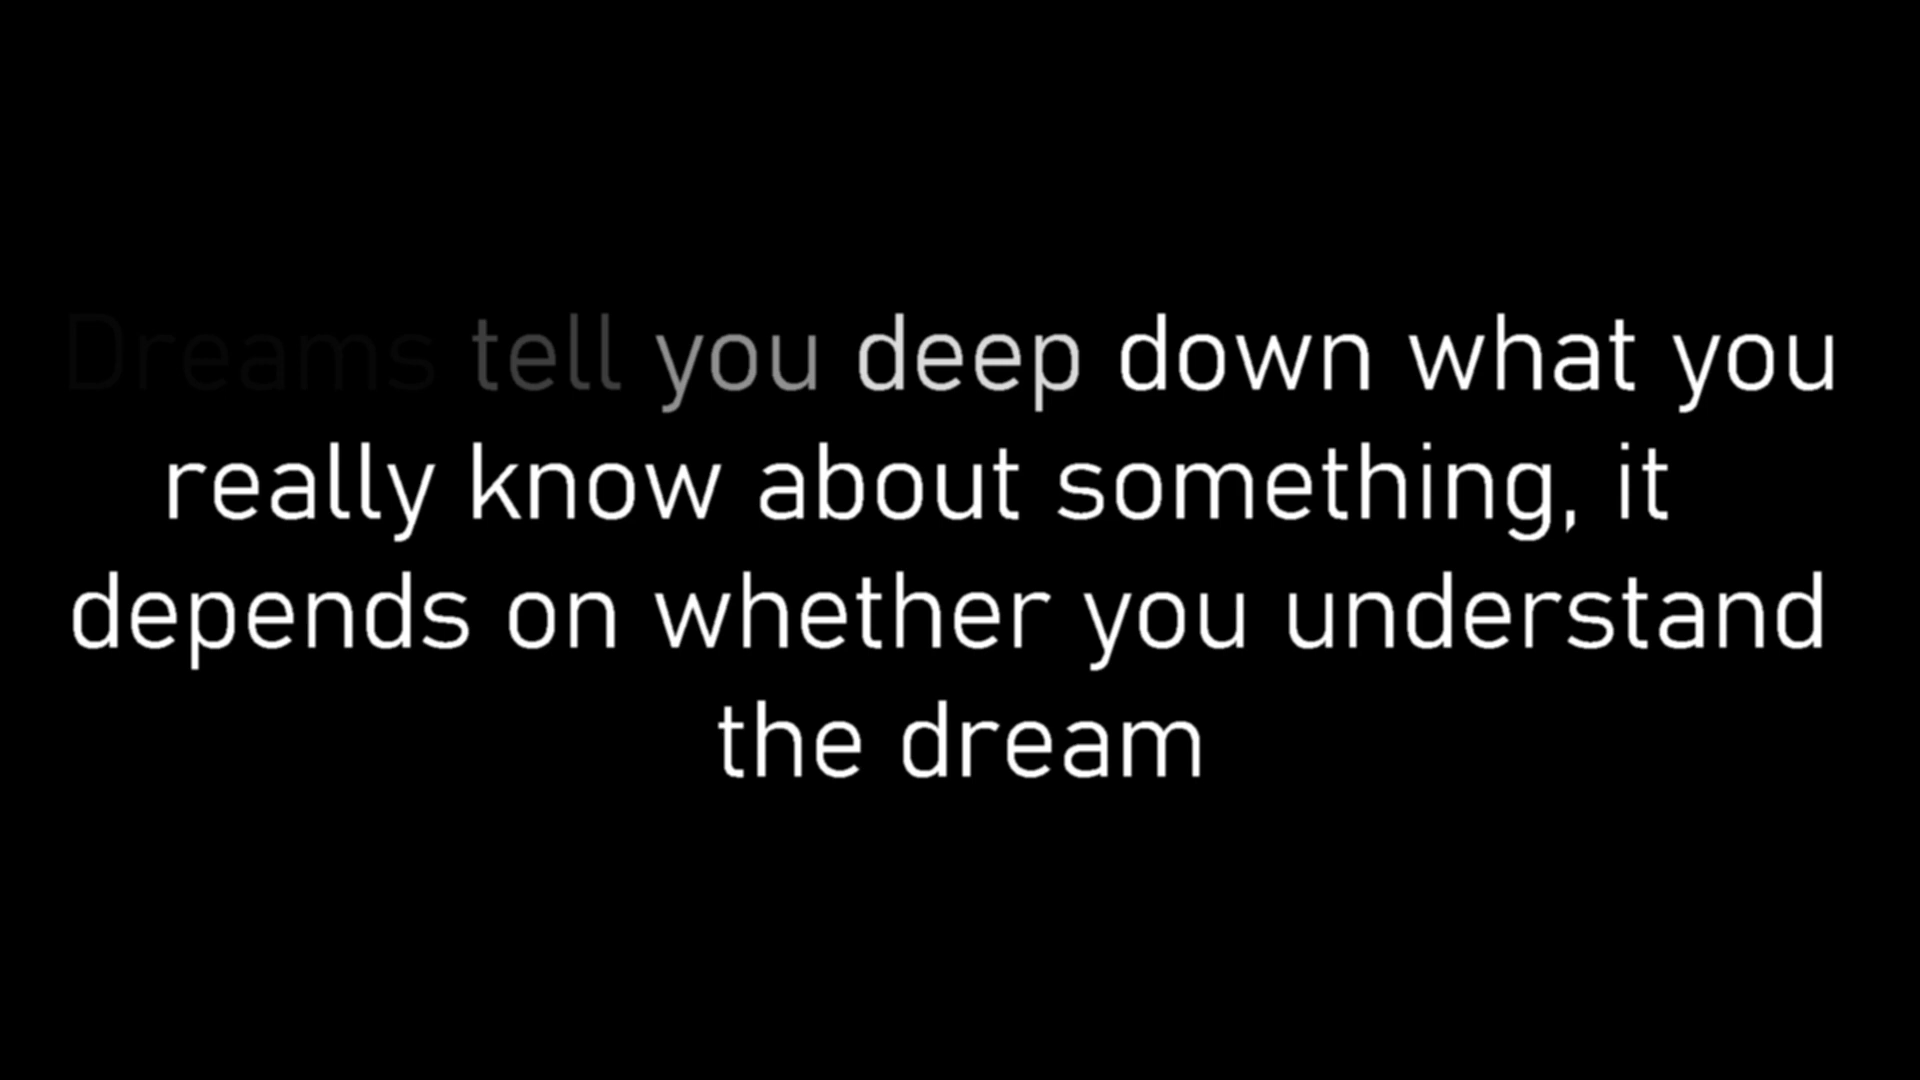 Dreams tell you deep down what you
really know about something, it
depends on whether you understand
the dream